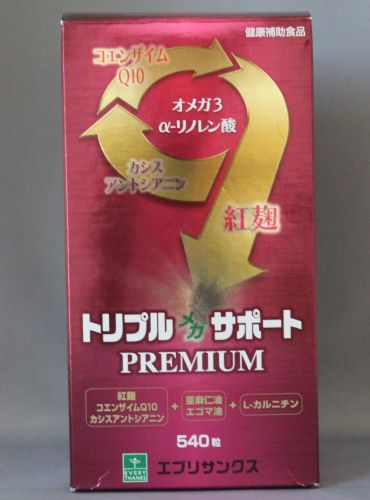 健康補助食品
コエンザイム
Q10
オメガ3
α-リノレン酸
カシス
アントシアニン
紅麹
トリプルメガサポート
PREMIUM
紅麹
コエンザイムQ10
カシスアントシアニン
+
亜麻仁油
エゴマ油
+
L-カルニチン
540粒
EVERY
THANKS
エブリサンクス